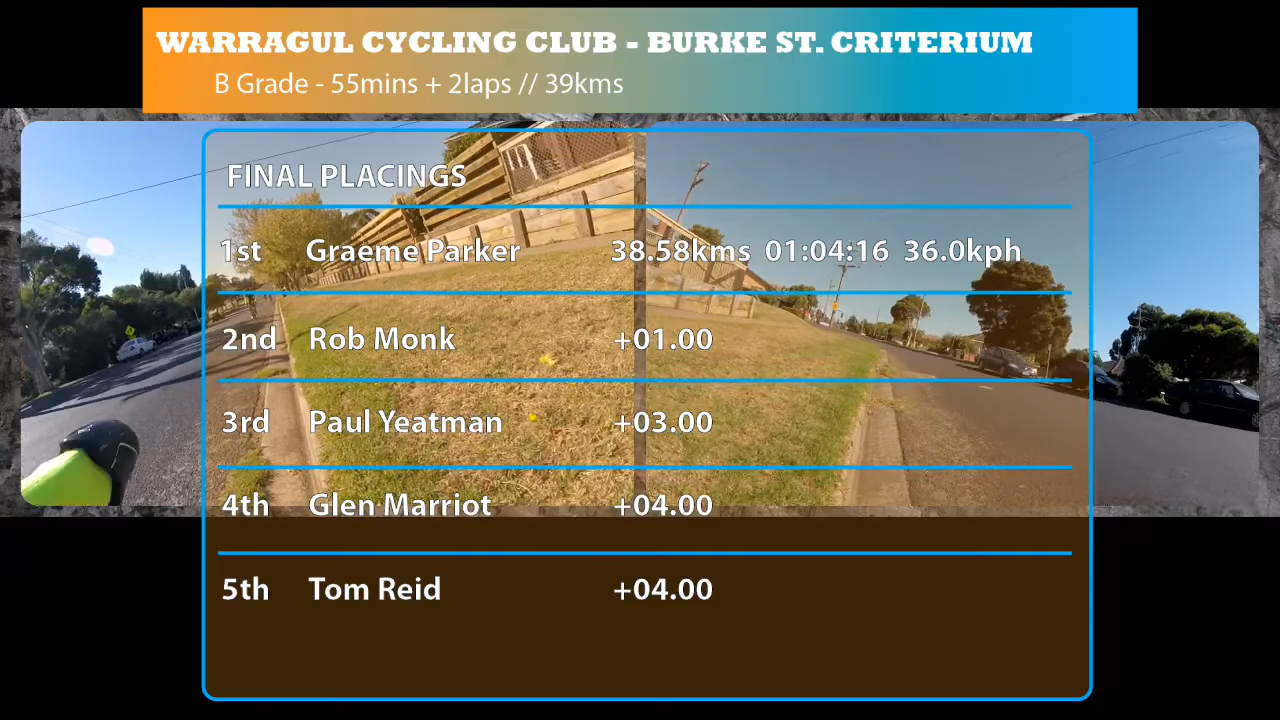 WARRAGUL CYCLING CLUB - BURKE ST. CRITERIUM
B Grade - 55mins + 2laps // 39kms
FINAL PLACINGS
1st Graeme Parker 38.58kms 01:04:16 36.0kph
2nd Rob Monk +01.00
3rd Paul Yeatman +03.00
4th Glen Marriot +04.00
5th Tom Reid +04.00